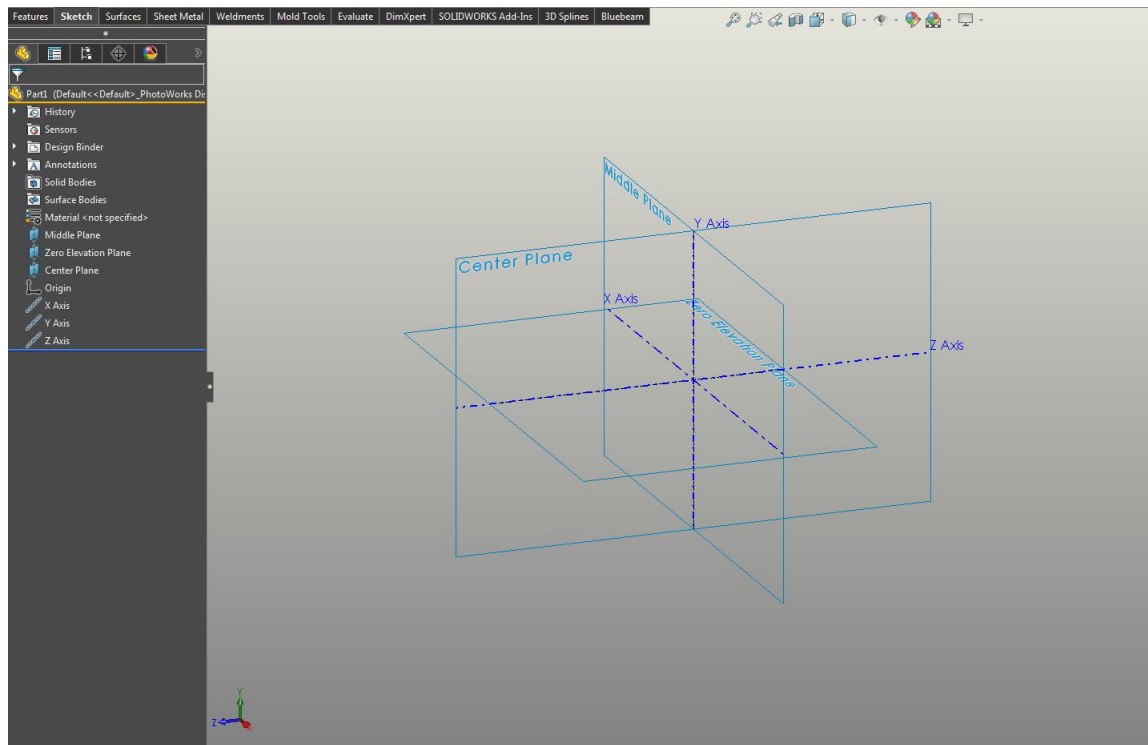 Features Sketch Surfaces Sheet Metal Weldments Mold Tools Evaluate DimXpert SOLIDWORKS Add-Ins 3D Splines Bluebeam
Part1 (Default<<Default>_PhotoWorks Di
History
Sensors
Design Binder
Annotations
Solid Bodies
Surface Bodies
Material <not specified>
Middle Plane
Zero Elevation Plane
Center Plane
Origin
X Axis
Y Axis
Z Axis
Middle Plane
Y Axis
Center Plane
X Axis
Zero Elevation Plane
Z Axis
Y
Z